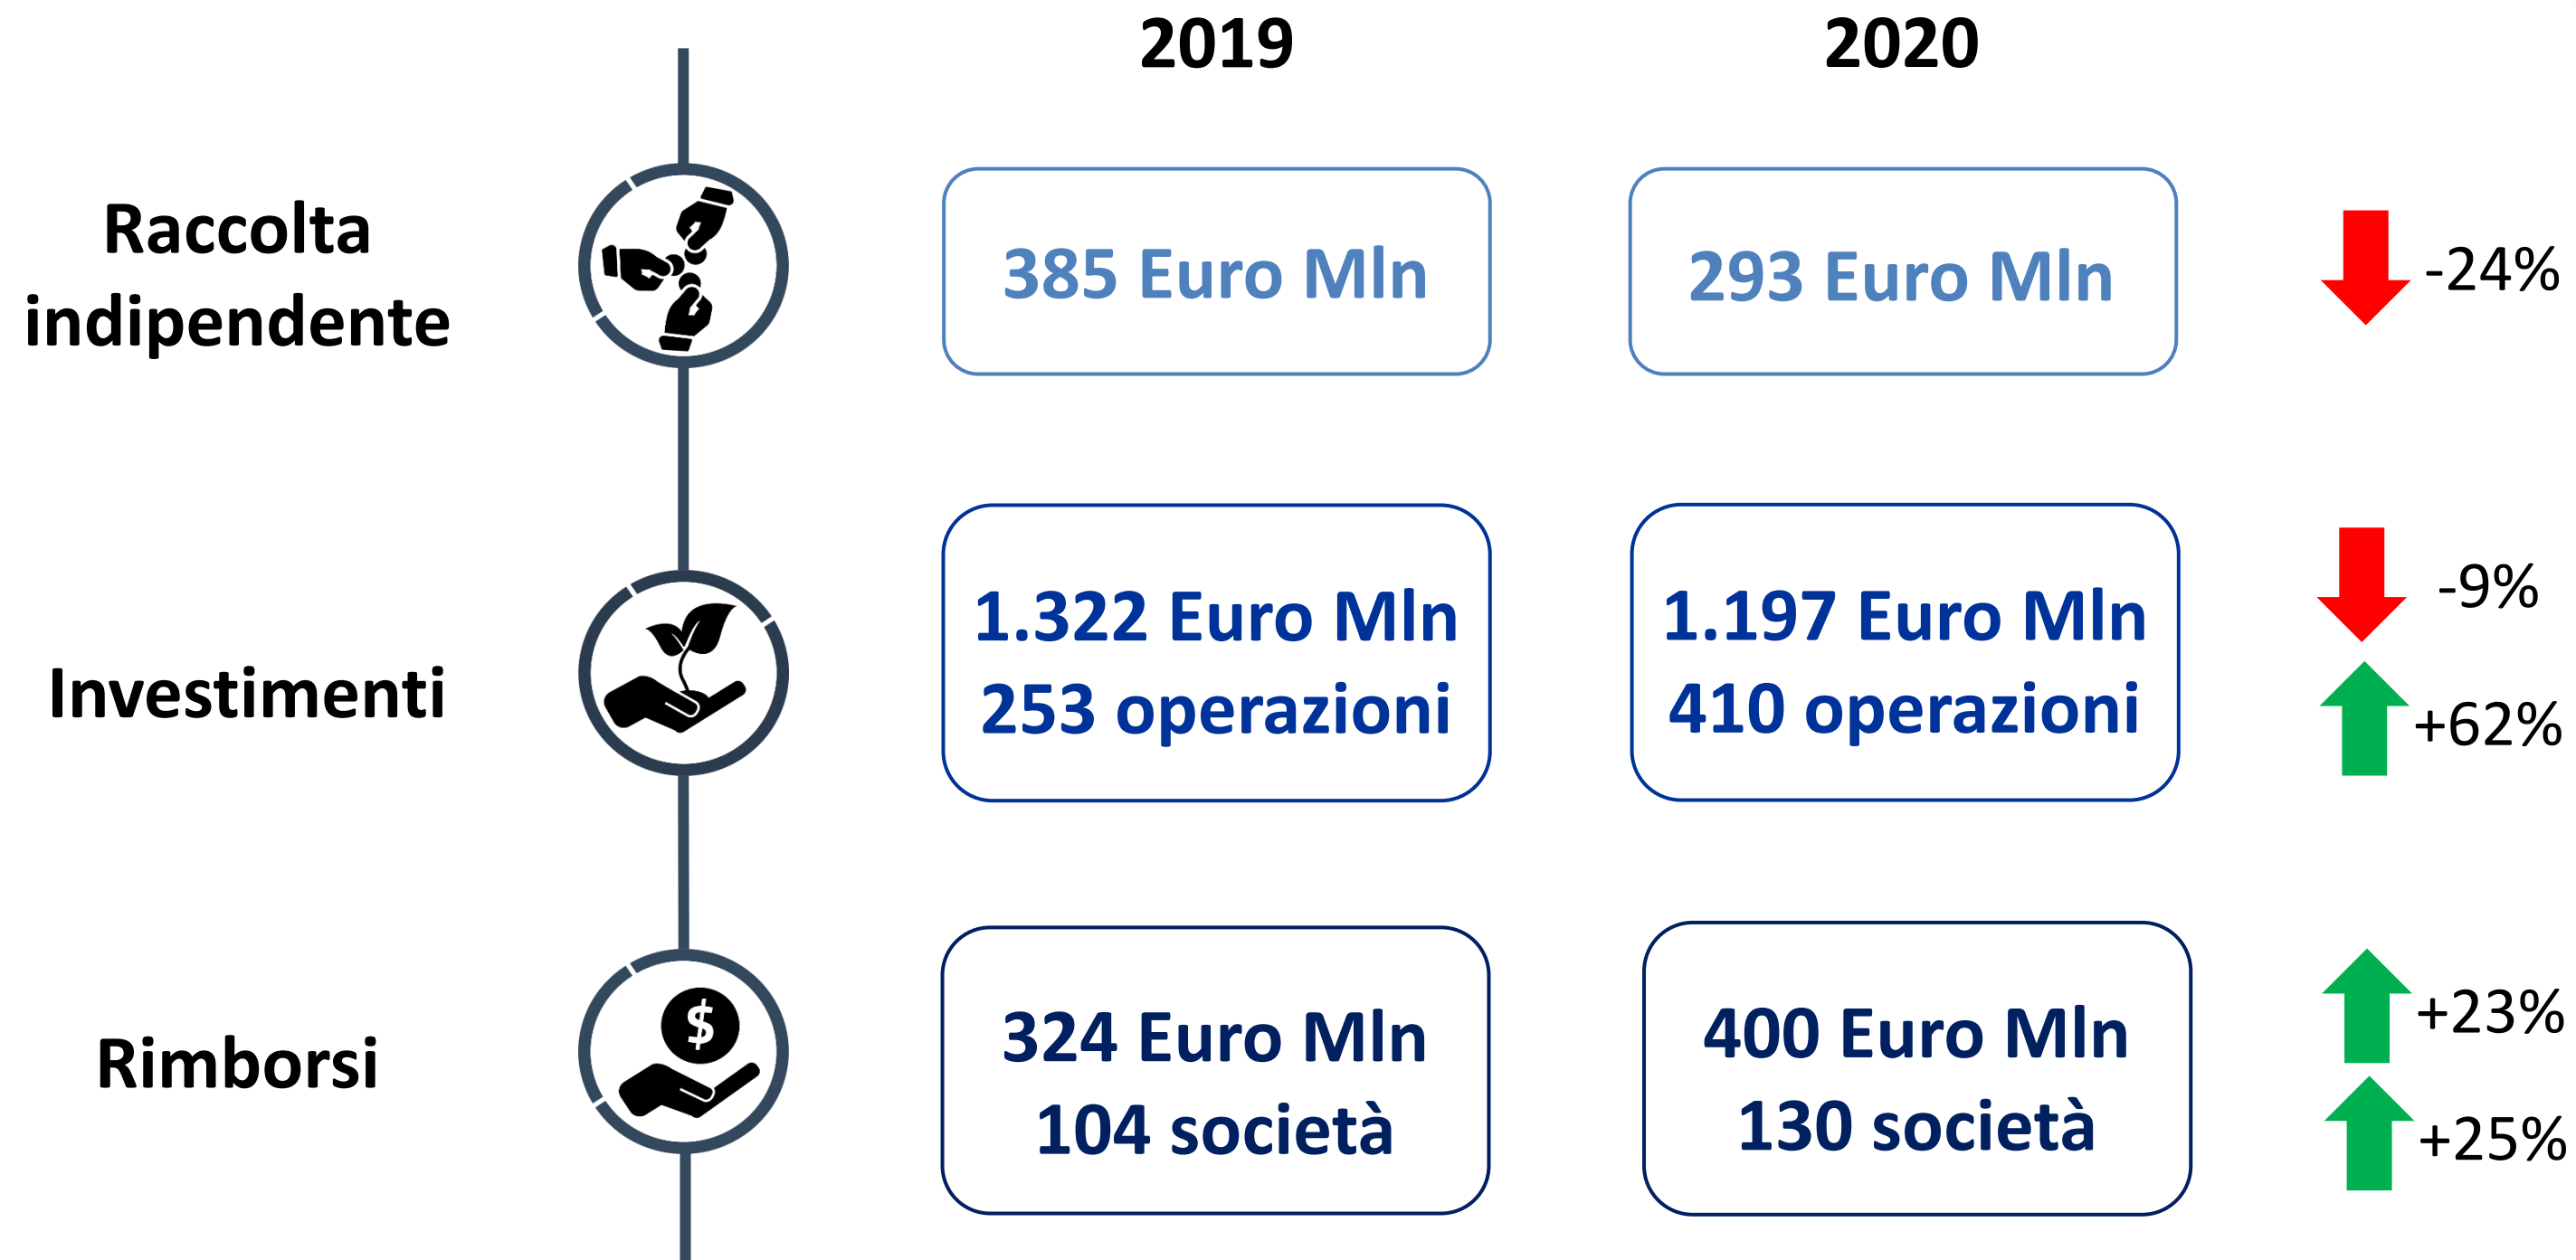 2019
2020
Raccolta
indipendente
385 Euro Mln
293 Euro Mln
-24%
Investimenti
1.322 Euro Mln
253 operazioni
1.197 Euro Mln
410 operazioni
-9%
+62%
Rimborsi
$
324 Euro Mln
104 società
400 Euro Mln
130 società
+23%
+25%